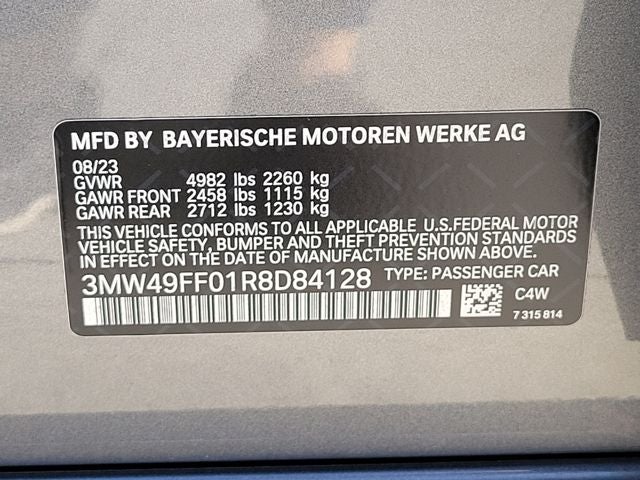 MFD BY BAYERISCHE MOTOREN WERKE AG
08/23
GVWR 4982 lbs 2260 kg
GAWR FRONT 2458 lbs 1115 kg
GAWR REAR 2712 lbs 1230 kg
THIS VEHICLE CONFORMS TO ALL APPLICABLE U.S.FEDERAL MOTOR
VEHICLE SAFETY, BUMPER, AND THEFT PREVENTION STANDARDS
IN EFFECT ON THE DATE OF MANUFACTURE SHOWN ABOVE.
3MW49FF01R8D84128 TYPE: PASSENGER CAR
C4W
7 315 814